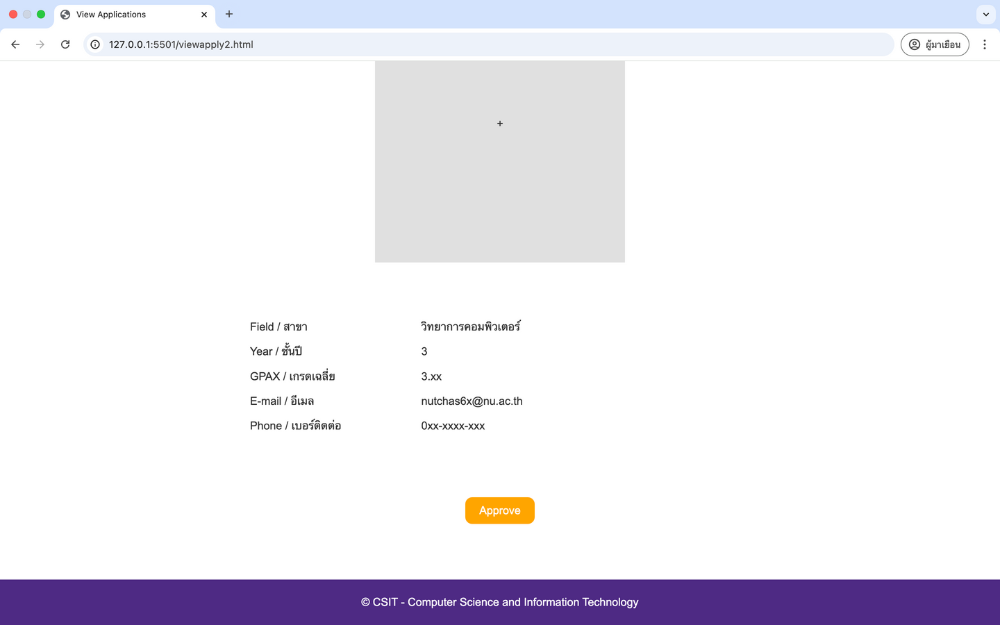 View Applications
127.0.0.1:5501/viewapply2.html
ผู้มาเยือน
+
Field / สาขา วิทยาการคอมพิวเตอร์
Year / ชั้นปี 3
GPAX / เกรดเฉลี่ย 3.xx
E-mail / อีเมล nutchas6x@nu.ac.th
Phone / เบอร์ติดต่อ 0xx-xxxx-xxx
Approve
© CSIT - Computer Science and Information Technology